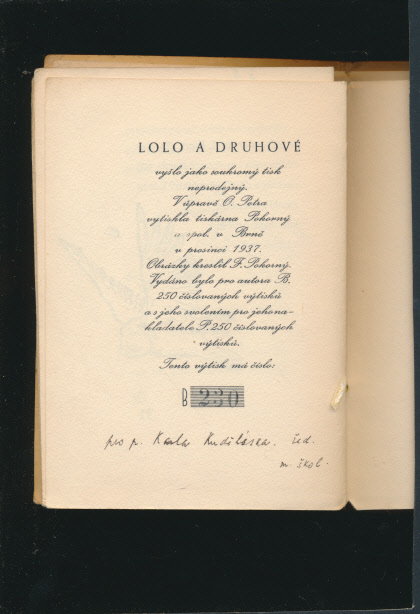 LOLO A DRUHOVÉ
vyšlo jako soukromý tisk
neprodejný.
V úpravě O. Petra
vytiskla tiskárna Pokorný
a spol. v Brně
v prosinci 1937.
Obrázky kreslil F. Pokorný.
Vydáno bylo pro autora B.
250 číslovaných výtisků
a s jeho svolením pro jeho na-
kladatele P. 250 číslovaných
výtisků.
Tento výtisk má číslo:
B 230
pro p. Karla
m. škol.